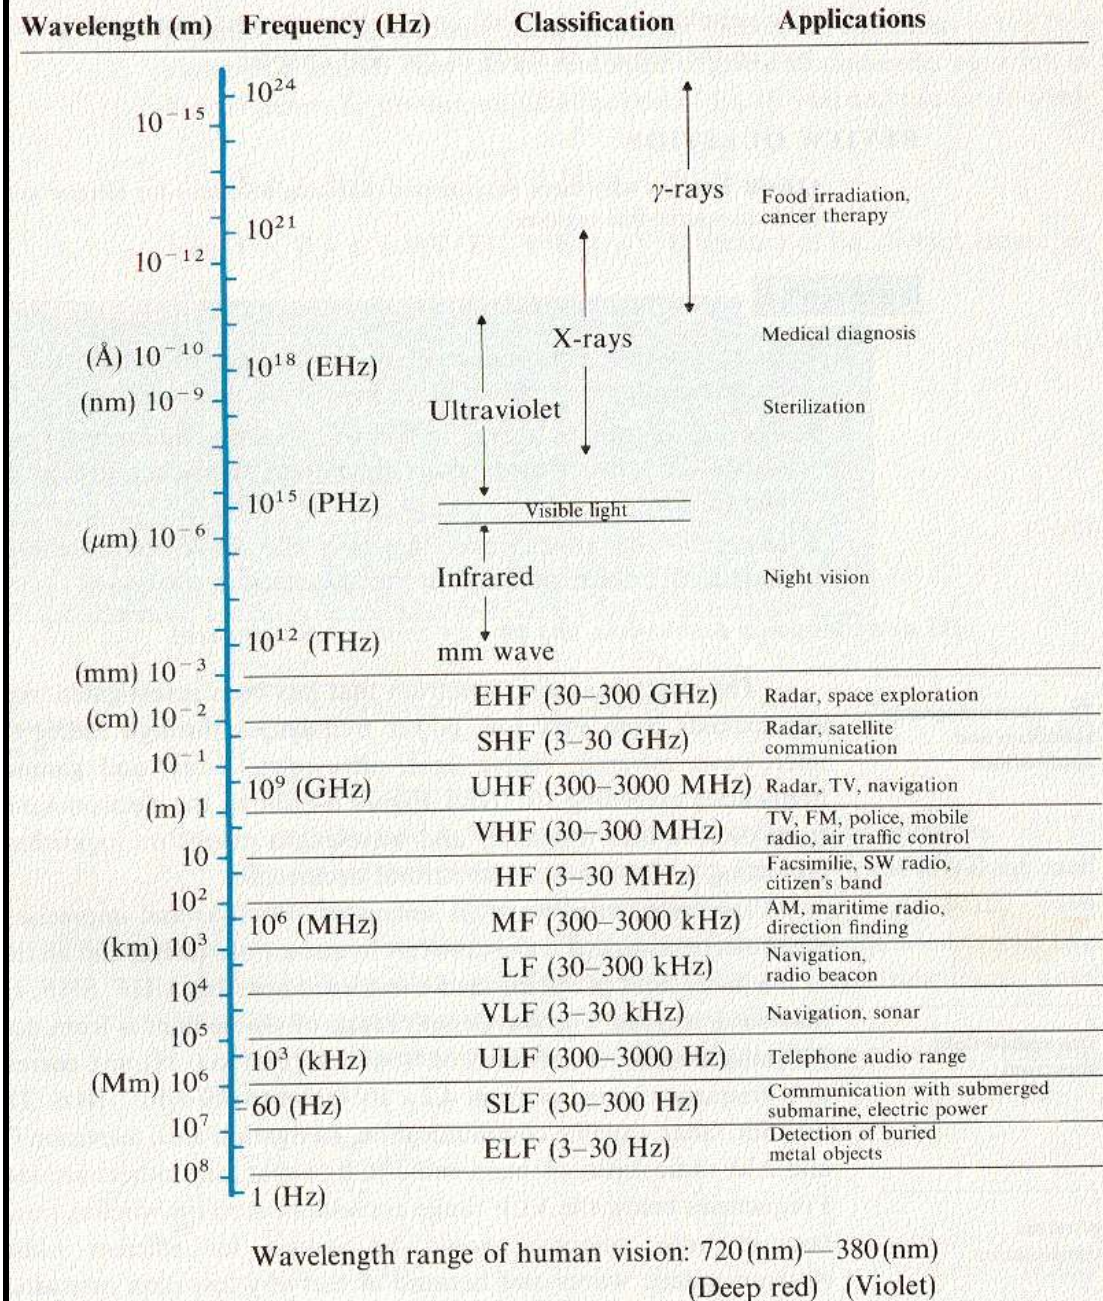 Wavelength (m) Frequency (Hz) Classification Applications
10²⁴
10⁻¹⁵
γ-rays Food irradiation,
cancer therapy
10²¹
10⁻¹²
X-rays Medical diagnosis
(Å) 10⁻¹⁰ 10¹⁸ (EHz)
(nm) 10⁻⁹ Ultraviolet Sterilization
10¹⁵ (PHz) Visible light
(μm) 10⁻⁶
Infrared Night vision
10¹² (THz) mm wave
(mm) 10⁻³
EHF (30–300 GHz) Radar, space exploration
(cm) 10⁻²
SHF (3–30 GHz) Radar, satellite
communication
10⁻¹
10⁹ (GHz) UHF (300–3000 MHz) Radar, TV, navigation
(m) 1
VHF (30–300 MHz) TV, FM, police, mobile
radio, air traffic control
10
HF (3–30 MHz) Facsimilie, SW radio,
citizen's band
10²
10⁶ (MHz) MF (300–3000 kHz) AM, maritime radio,
direction finding
(km) 10³
LF (30–300 kHz) Navigation,
radio beacon
10⁴
VLF (3–30 kHz) Navigation, sonar
10⁵
10³ (kHz) ULF (300–3000 Hz) Telephone audio range
(Mm) 10⁶
60 (Hz) SLF (30–300 Hz) Communication with submerged
submarine, electric power
10⁷
ELF (3–30 Hz) Detection of buried
metal objects
10⁸
1 (Hz)
Wavelength range of human vision: 720 (nm)—380 (nm)
(Deep red) (Violet)